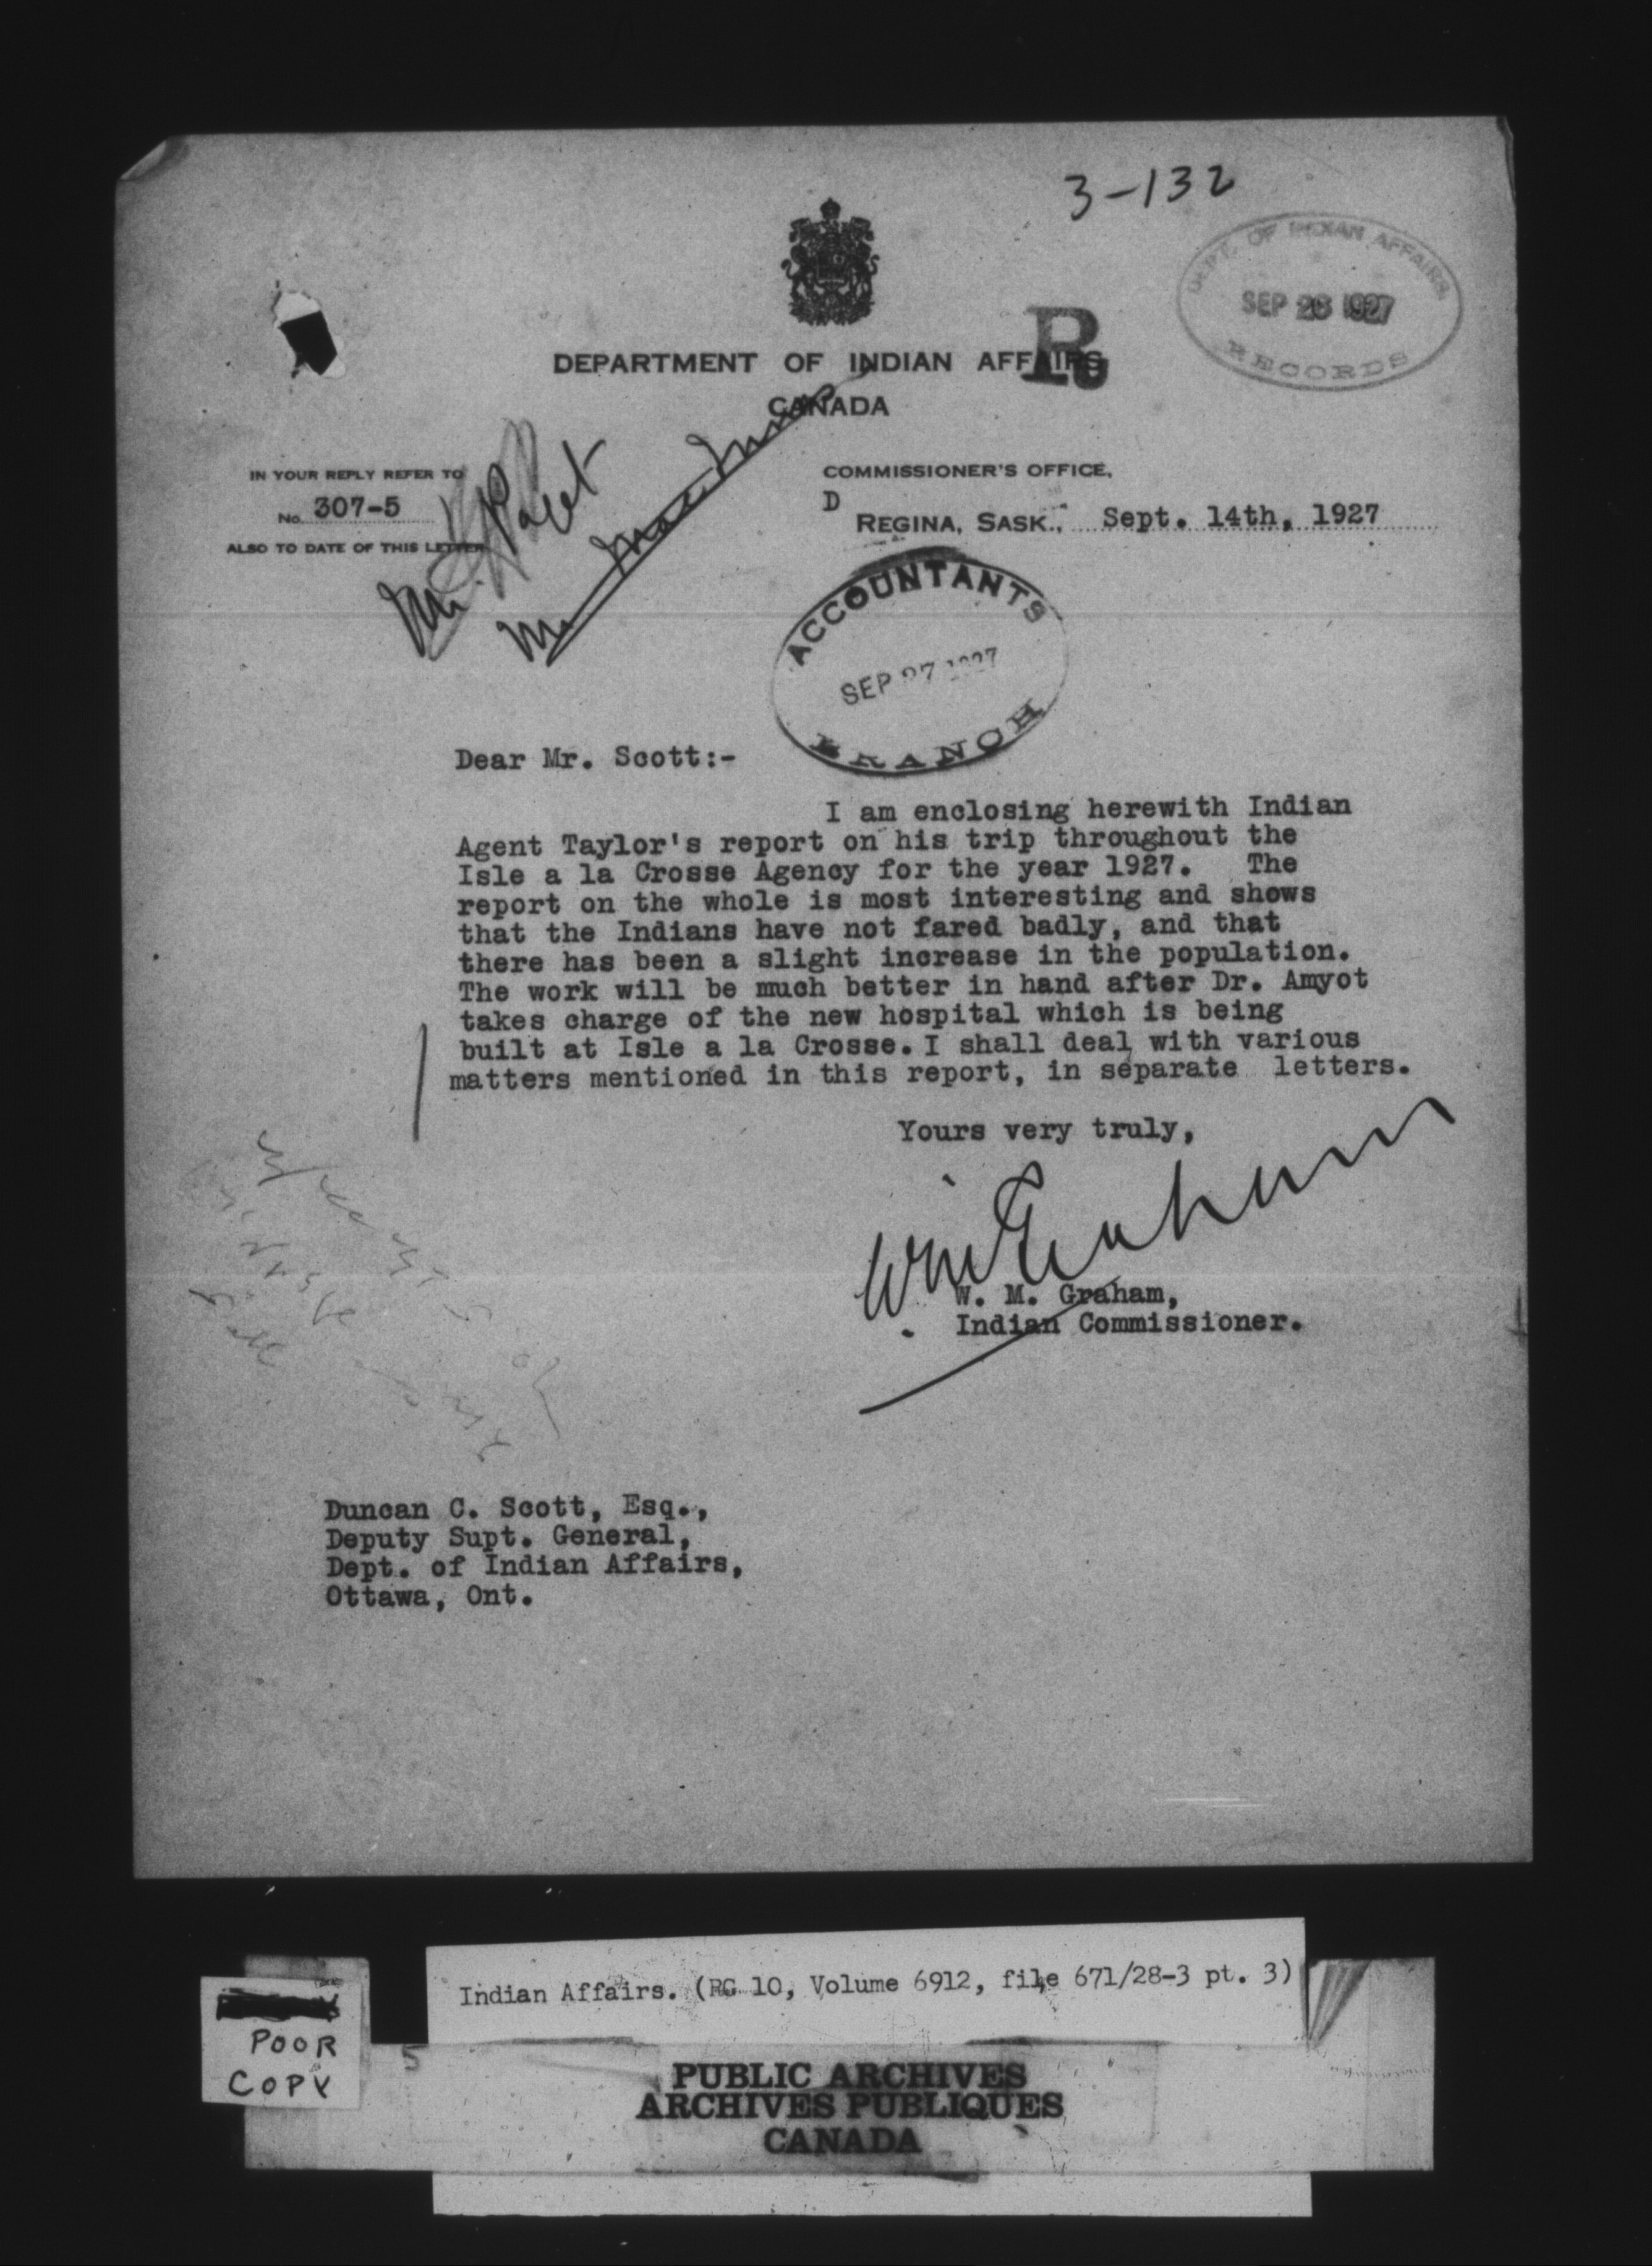 3-132
DEPT. OF INDIAN AFFAIRS
SEP 26 1927
RECORDS
R
DEPARTMENT OF INDIAN AFFAIRS
CANADA
IN YOUR REPLY REFER TO
No. 307-5
ALSO TO DATE OF THIS LETTER
COMMISSIONER'S OFFICE,
D
REGINA, SASK., Sept. 14th, 1927
Mr.
ACCOUNTANTS
SEP 27 1927
BRANCH
Dear Mr. Scott:-
I am enclosing herewith Indian
Agent Taylor's report on his trip throughout the
Isle a la Crosse Agency for the year 1927. The
report on the whole is most interesting and shows
that the Indians have not fared badly, and that
there has been a slight increase in the population.
The work will be much better in hand after Dr. Amyot
takes charge of the new hospital which is being
built at Isle a la Crosse. I shall deal with various
matters mentioned in this report, in separate letters.
Yours very truly,
Wm Graham
W. M. Graham,
Indian Commissioner.
Duncan C. Scott, Esq.,
Deputy Supt. General,
Dept. of Indian Affairs,
Ottawa, Ont.
Indian Affairs. (RG 10, Volume 6912, file 671/28-3 pt. 3)
POOR
COPY
5
PUBLIC ARCHIVES
ARCHIVES PUBLIQUES
CANADA